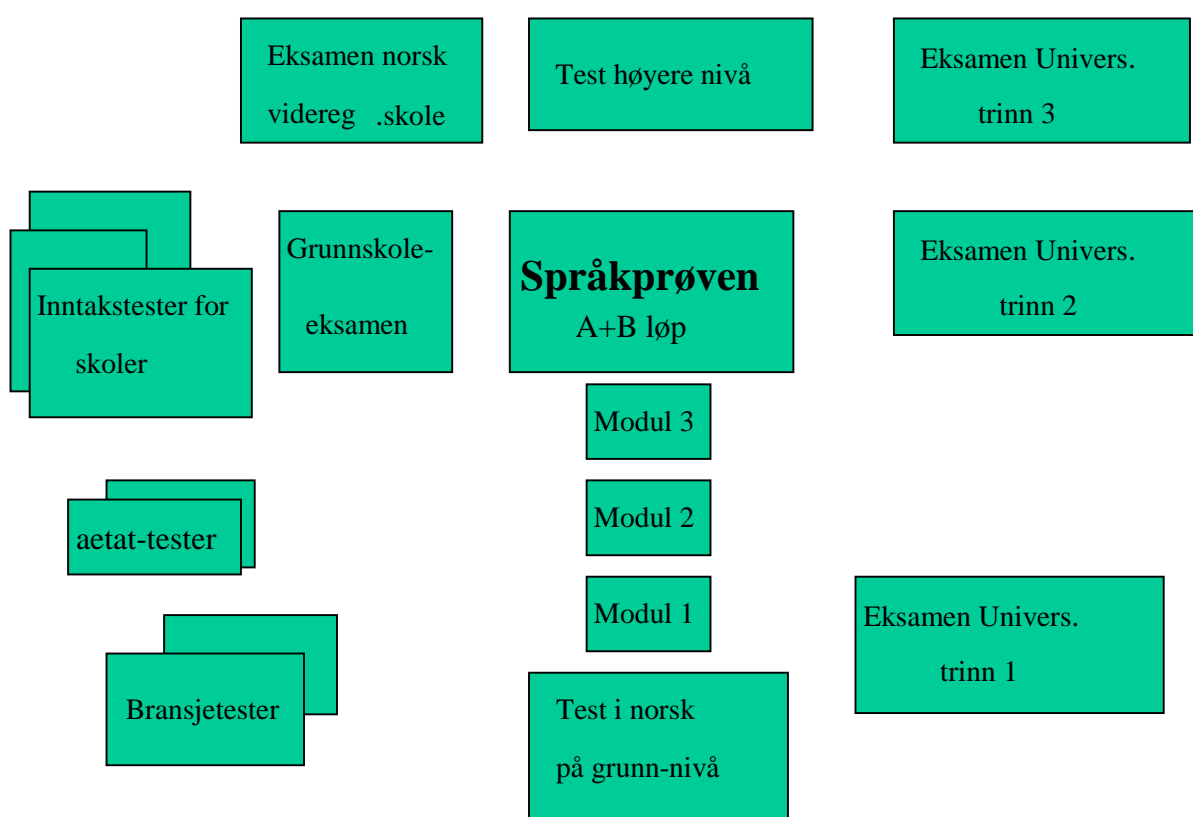 Eksamen norsk
videreg .skole
Test høyere nivå
Eksamen Univers.
trinn 3
Inntakstester for
skoler
Grunnskole-
eksamen
Språkprøven
A+B løp
Eksamen Univers.
trinn 2
Modul 3
aetat-tester
Modul 2
Modul 1
Eksamen Univers.
trinn 1
Bransjetester
Test i norsk
på grunn-nivå